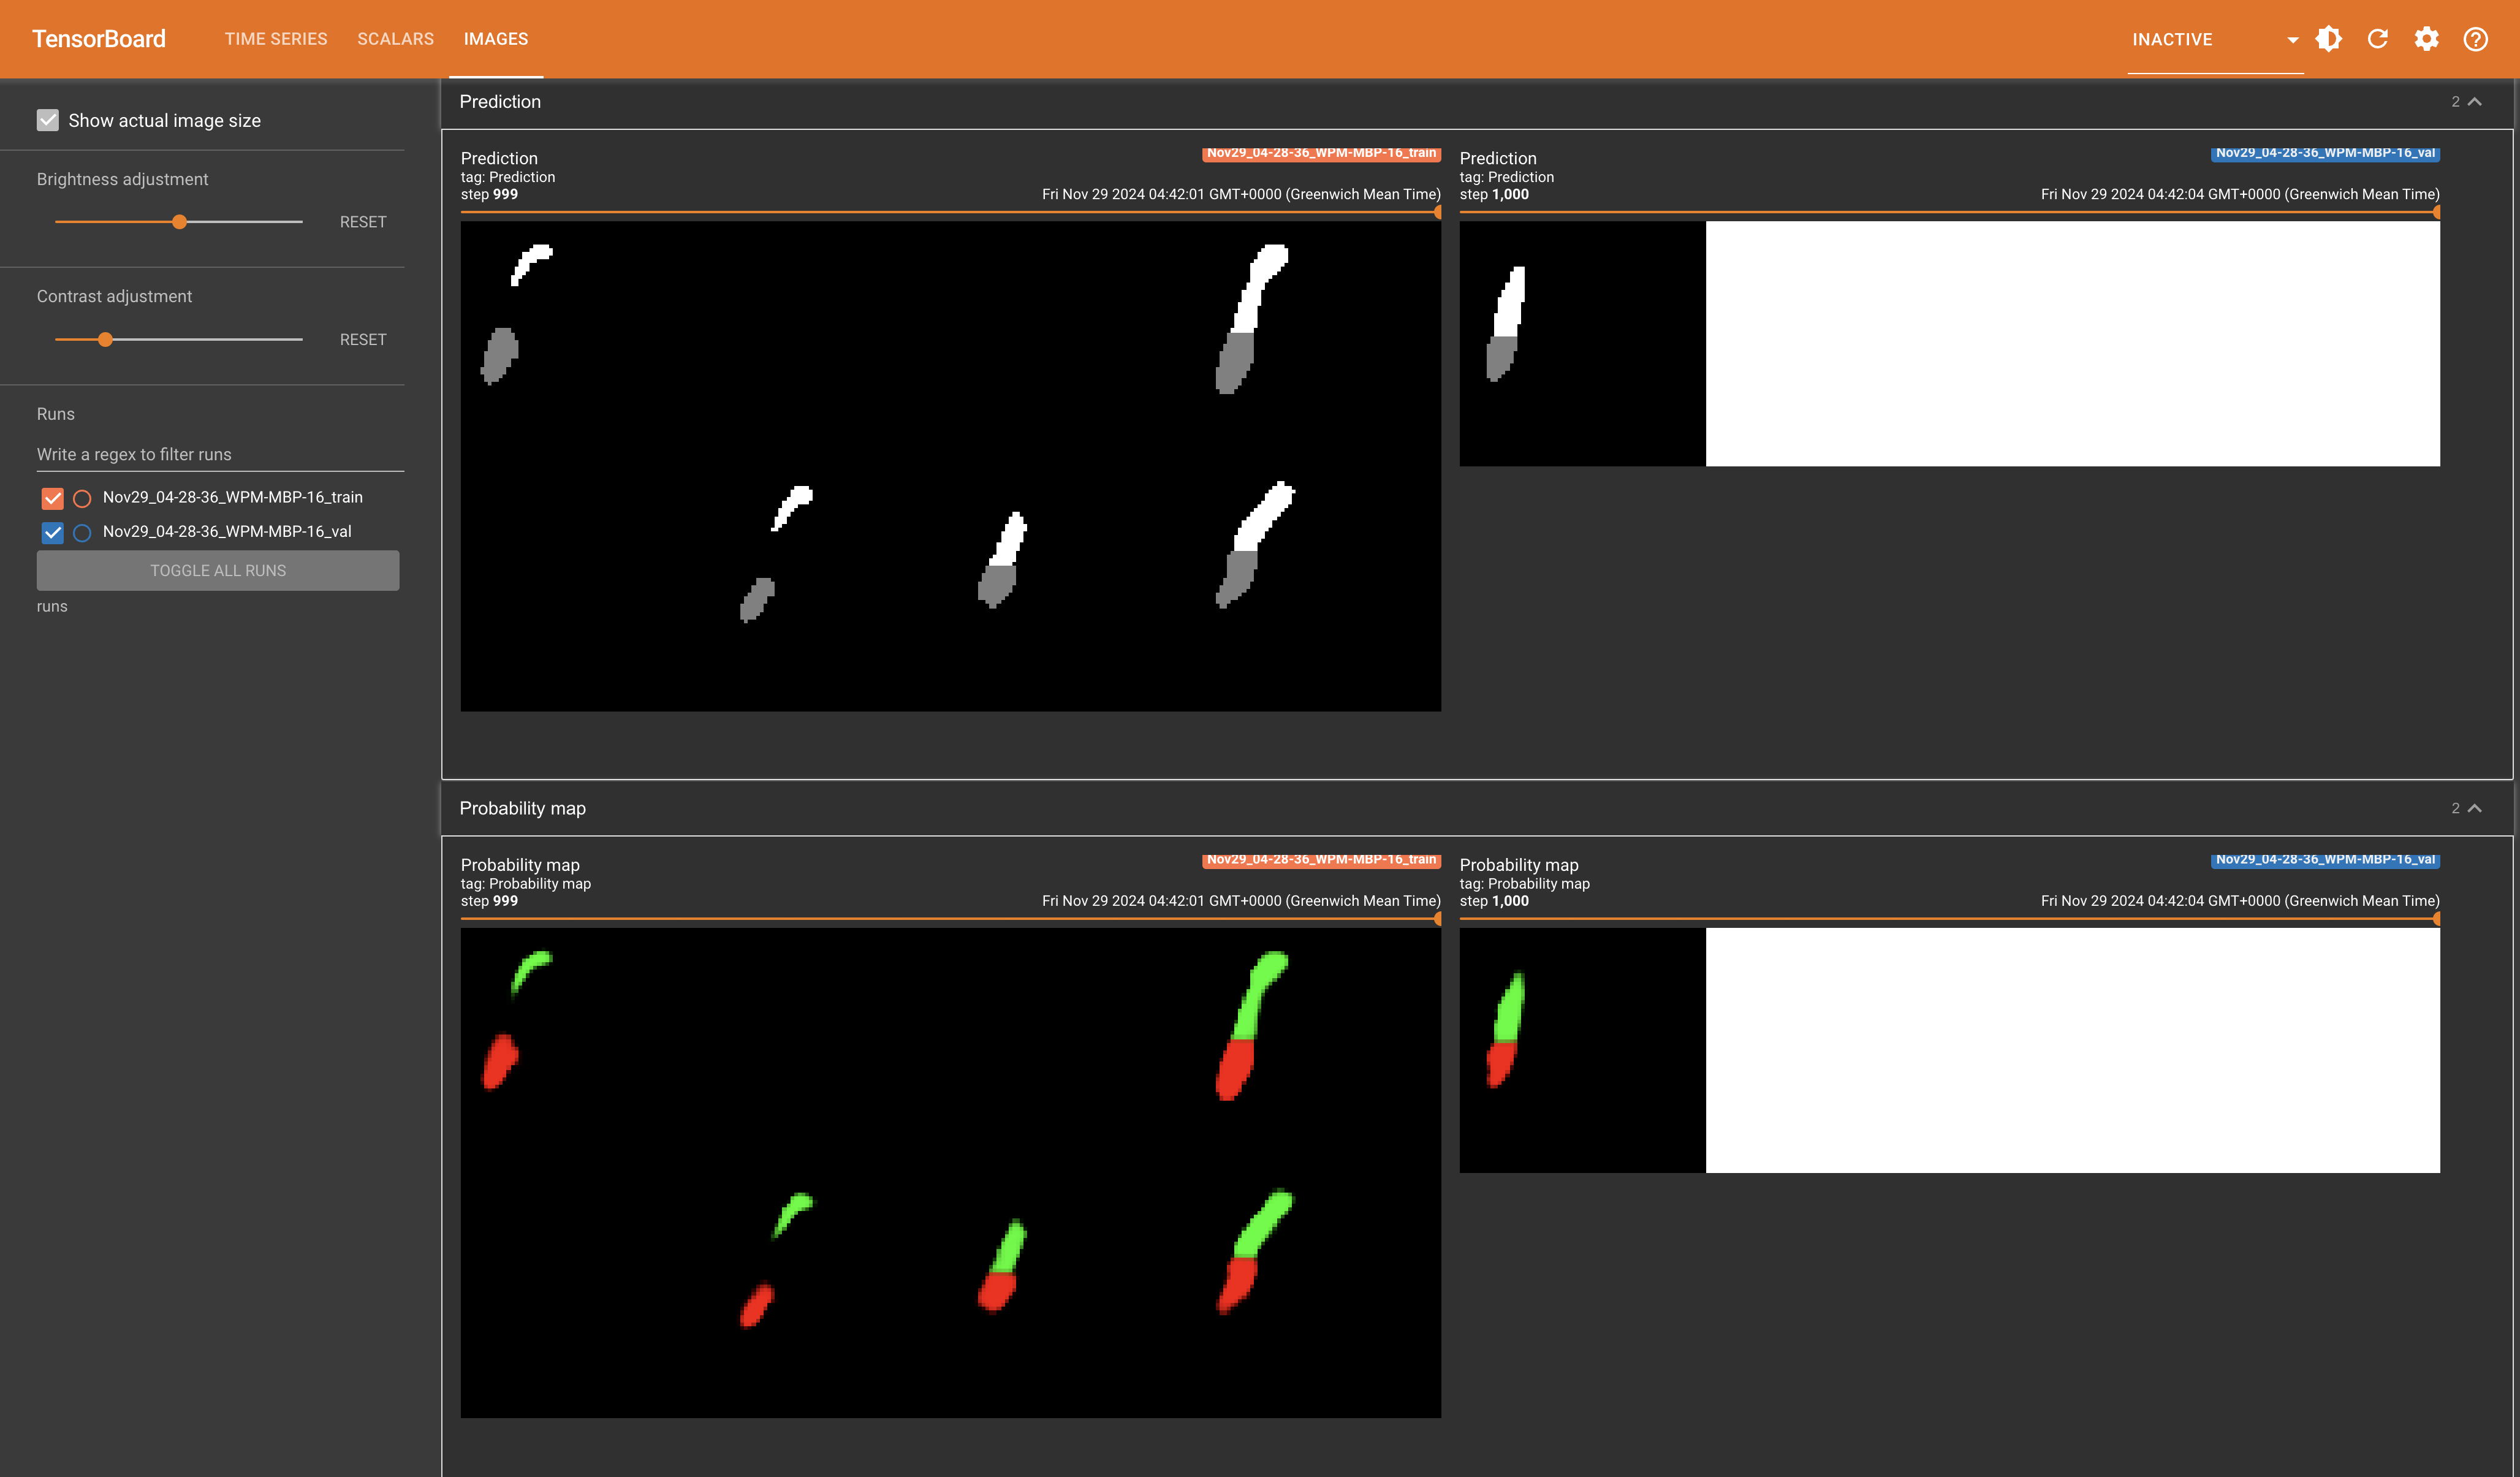 TensorBoard
TIME SERIES
SCALARS
IMAGES
INACTIVE
Show actual image size
Brightness adjustment
RESET
Contrast adjustment
RESET
Runs
Write a regex to filter runs
Nov29_04-28-36_WPM-MBP-16_train
Nov29_04-28-36_WPM-MBP-16_val
TOGGLE ALL RUNS
runs
Prediction
2
Prediction
Nov29_04-28-36_WPM-MBP-16_train
tag: Prediction
step 999
Fri Nov 29 2024 04:42:01 GMT+0000 (Greenwich Mean Time)
Prediction
Nov29_04-28-36_WPM-MBP-16_val
tag: Prediction
step 1,000
Fri Nov 29 2024 04:42:04 GMT+0000 (Greenwich Mean Time)
Probability map
2
Probability map
Nov29_04-28-36_WPM-MBP-16_train
tag: Probability map
step 999
Fri Nov 29 2024 04:42:01 GMT+0000 (Greenwich Mean Time)
Probability map
Nov29_04-28-36_WPM-MBP-16_val
tag: Probability map
step 1,000
Fri Nov 29 2024 04:42:04 GMT+0000 (Greenwich Mean Time)